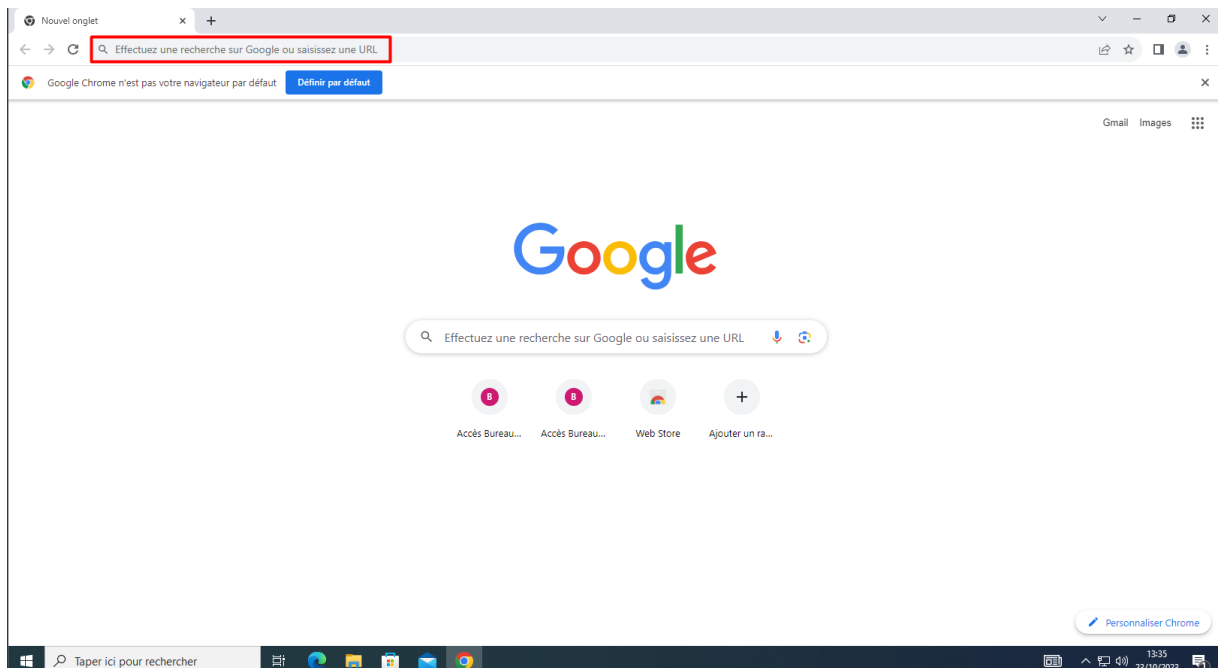 Nouvel onglet
Effectuez une recherche sur Google ou saisissez une URL
Google Chrome n'est pas votre navigateur par défaut
Définir par défaut
Gmail Images
Google
Effectuez une recherche sur Google ou saisissez une URL
B
B
Accès Bureau...
Accès Bureau...
Web Store
Ajouter un ra...
Personnaliser Chrome
Taper ici pour rechercher
13:35